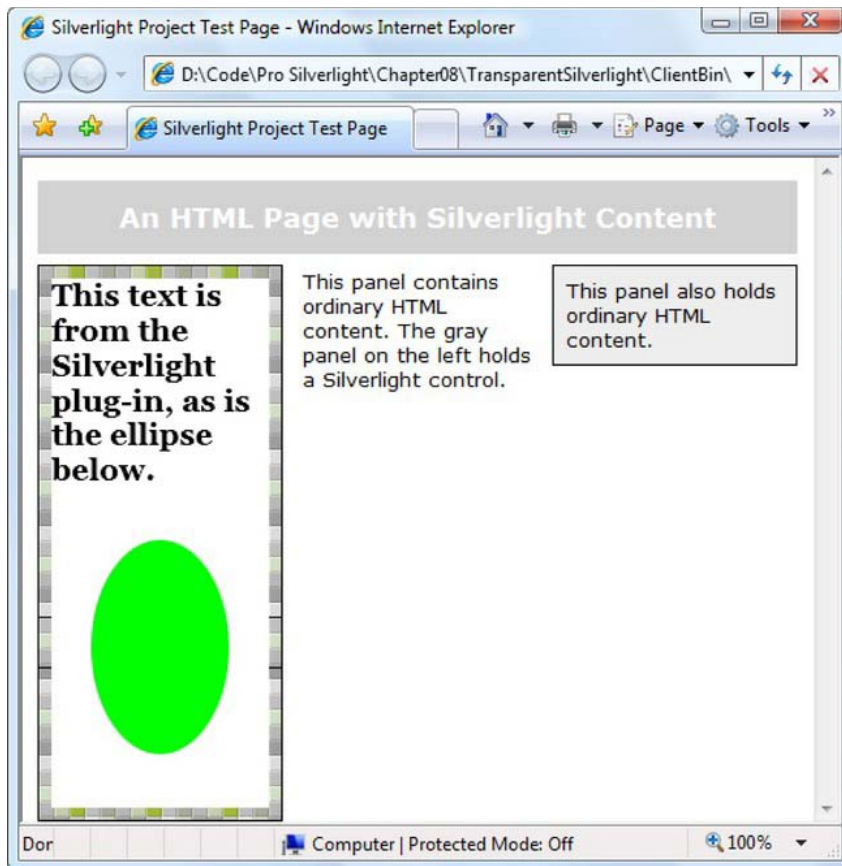 Silverlight Project Test Page - Windows Internet Explorer
D:\Code\Pro Silverlight\Chapter08\TransparentSilverlight\ClientBin\
Silverlight Project Test Page
Page
Tools
An HTML Page with Silverlight Content
This text is
from the
Silverlight
plug-in, as is
the ellipse
below.
This panel contains
ordinary HTML
content. The gray
panel on the left holds
a Silverlight control.
This panel also holds
ordinary HTML
content.
Dor
Computer | Protected Mode: Off
100%